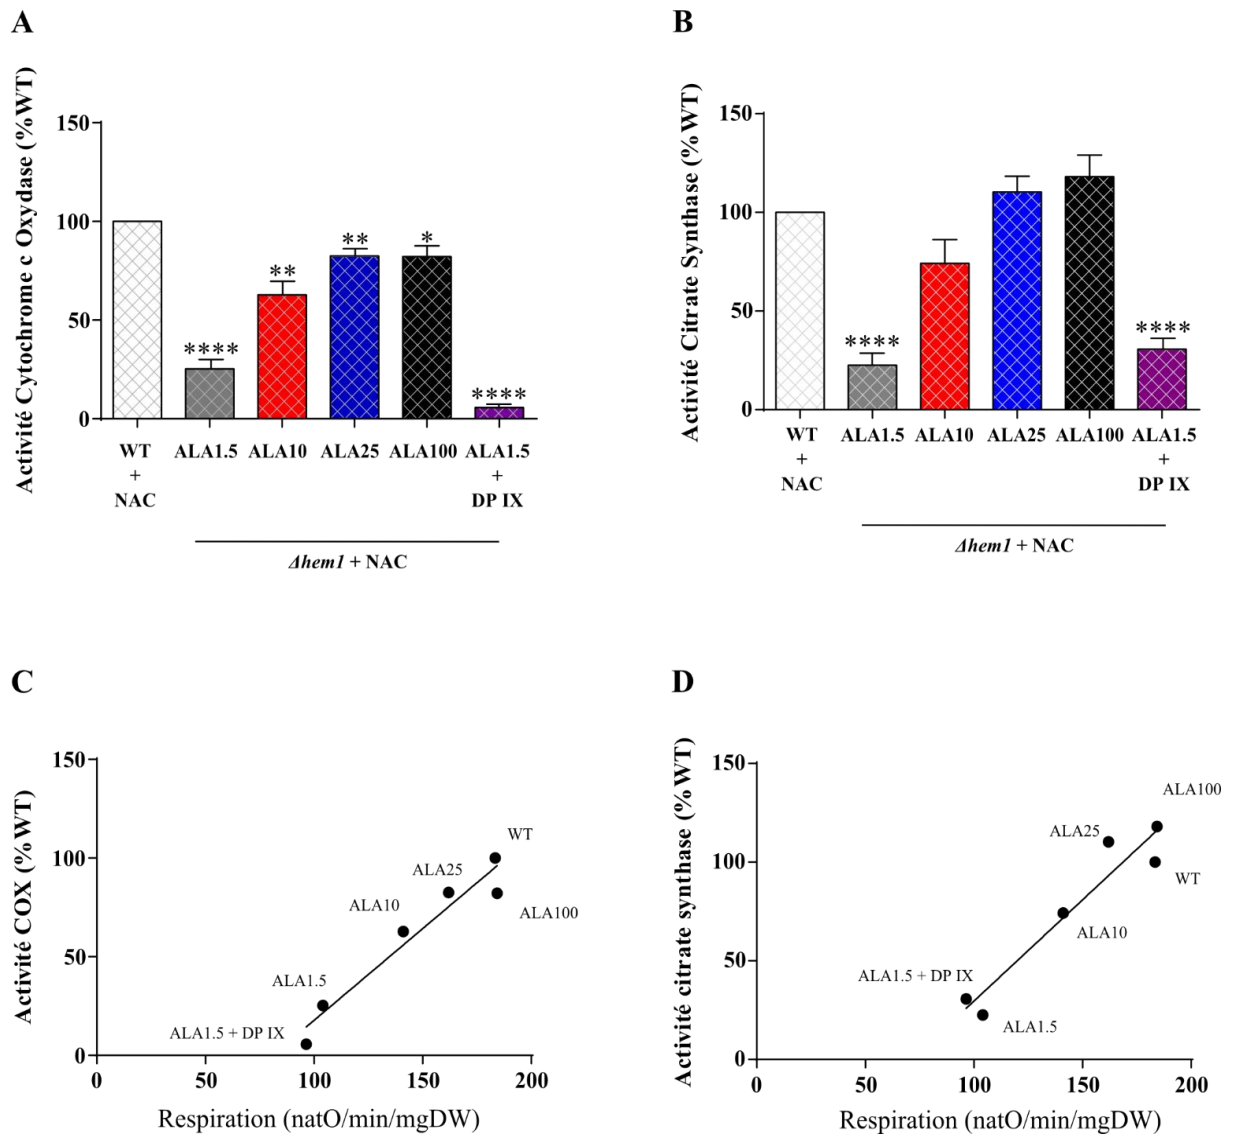 A
Activité Cytochrome c Oxydase (%WT)
150
100
50
0
****
**
**
*
****
WT
+
NAC
ALA1.5
ALA10
ALA25
ALA100
ALA1.5
+
DP IX
Δhem1 + NAC
B
Activité Citrate Synthase (%WT)
150
100
50
0
****
****
WT
+
NAC
ALA1.5
ALA10
ALA25
ALA100
ALA1.5
+
DP IX
Δhem1 + NAC
C
Activité COX (%WT)
150
100
50
0
WT
ALA25
ALA10
ALA100
ALA1.5
ALA1.5 + DP IX
0
50
100
150
200
Respiration (natO/min/mgDW)
D
Activité citrate synthase (%WT)
150
100
50
0
ALA100
ALA25
WT
ALA10
ALA1.5 + DP IX
ALA1.5
0
50
100
150
200
Respiration (natO/min/mgDW)